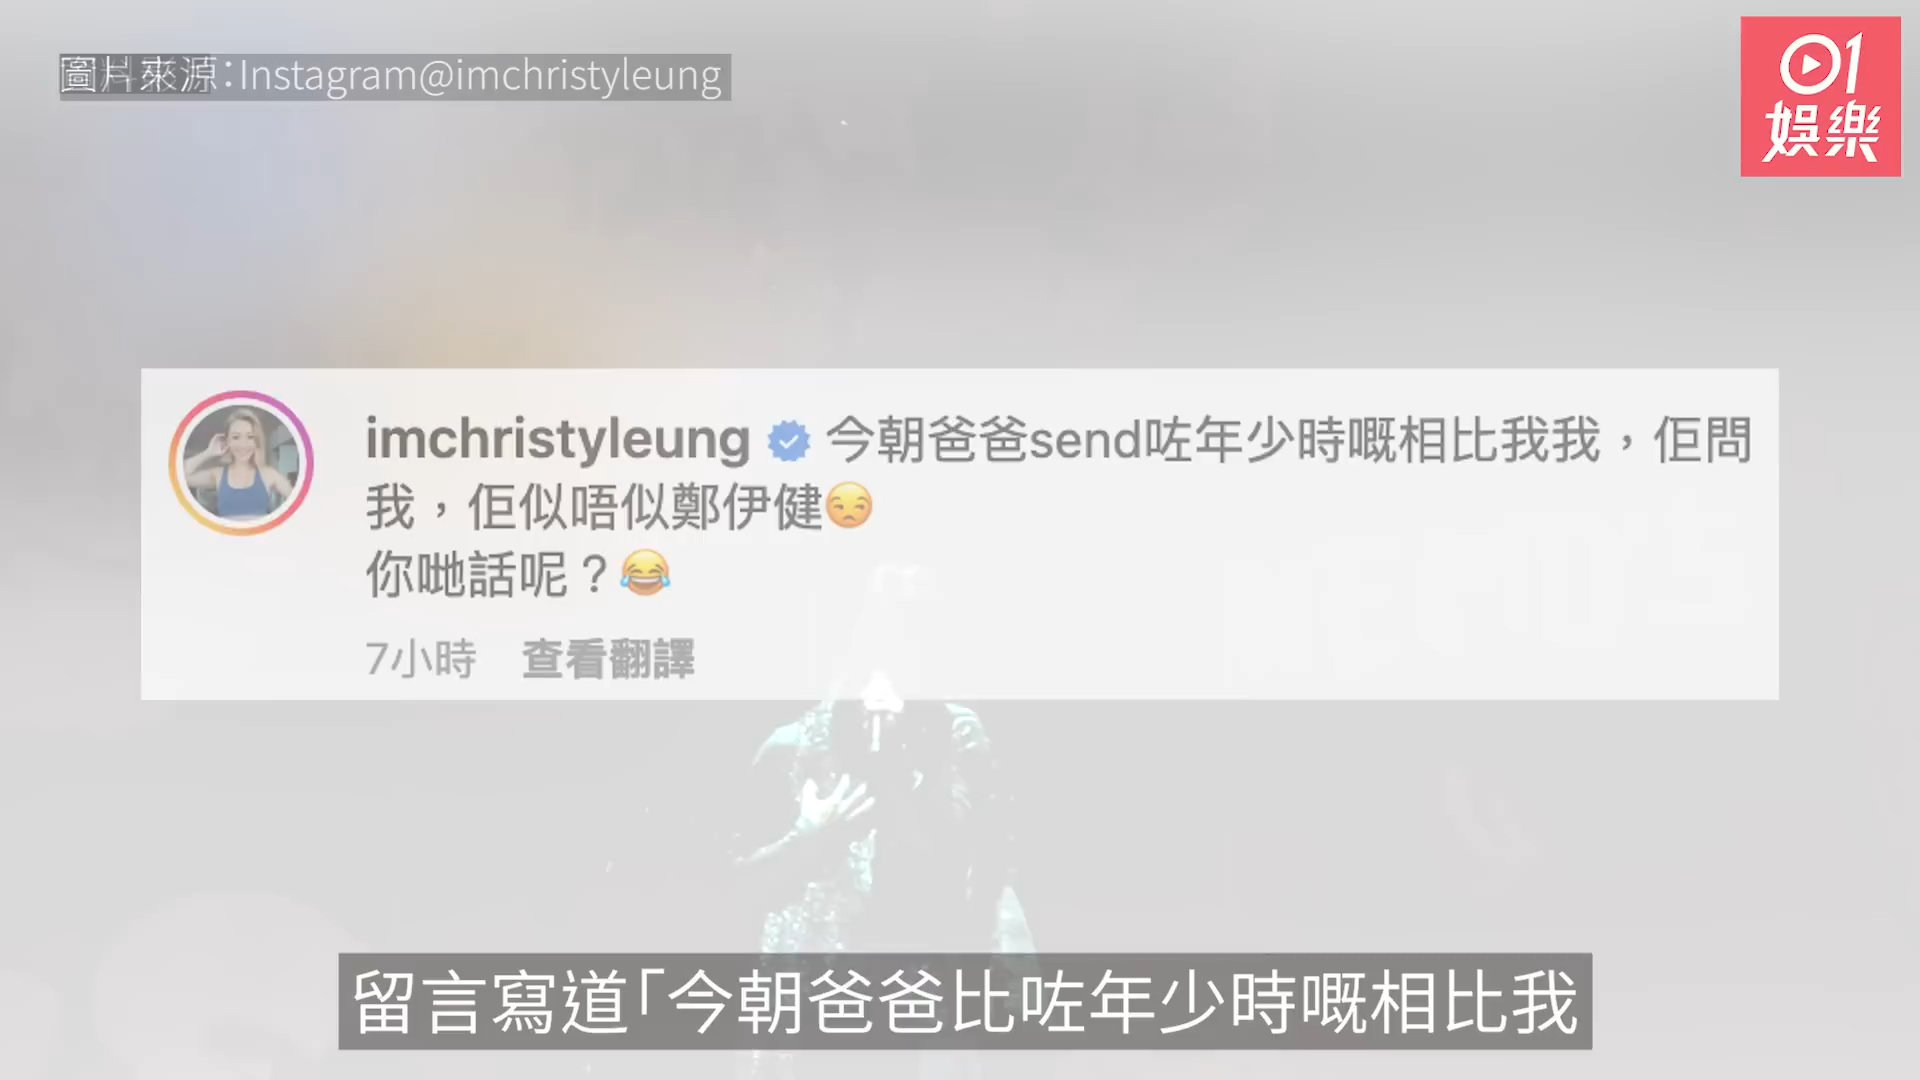 圖片來源:Instagram@imchristyleung
01
娛樂
imchristyleung 今朝爸爸send咗年少時嘅相比我我，佢問
我，佢似唔似鄭伊健😒
你哋話呢？😂
7小時 查看翻譯
留言寫道「今朝爸爸比咗年少時嘅相比我